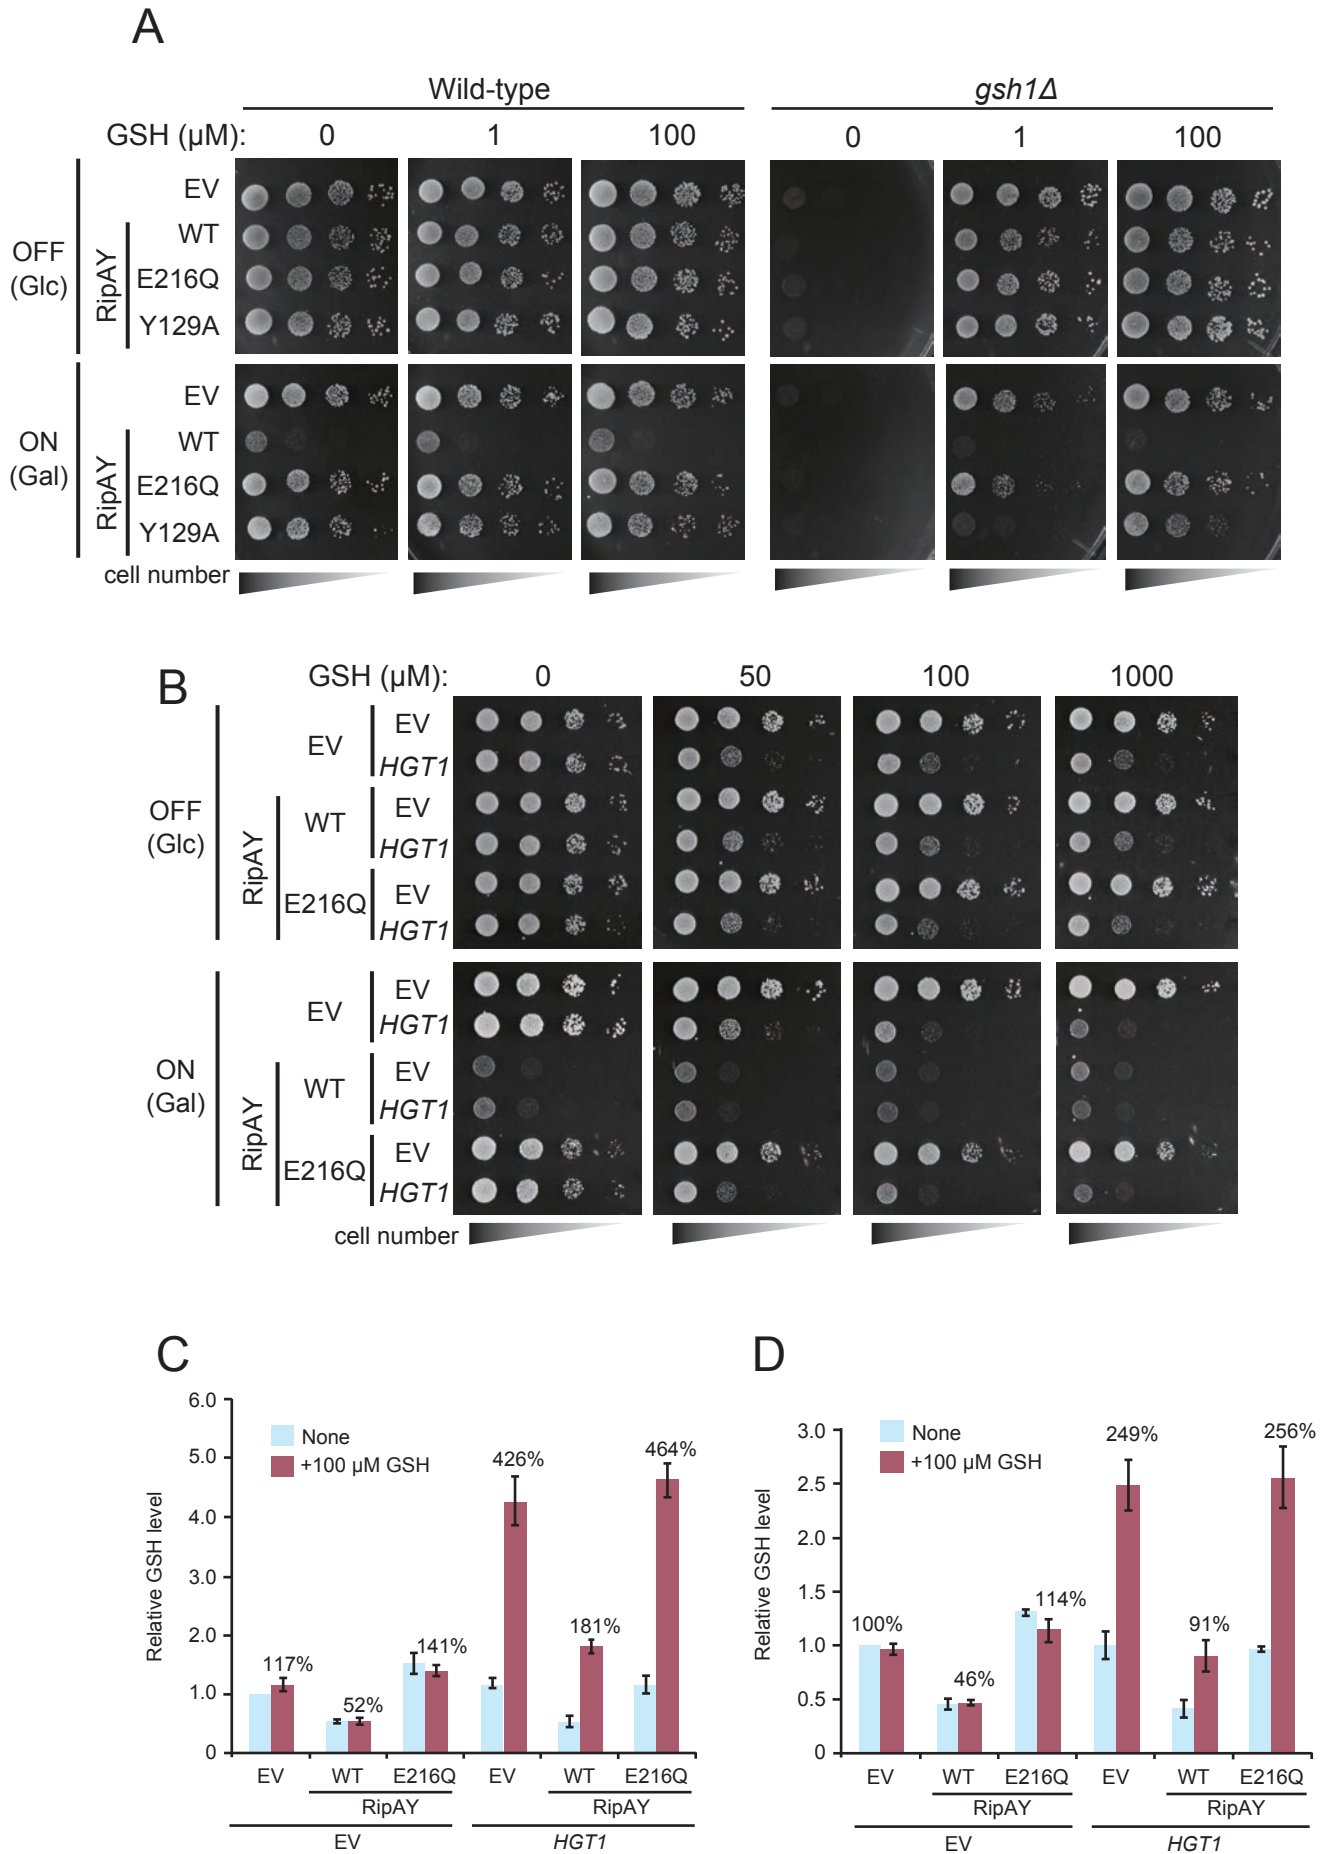 A
Wild-type
gsh1Δ
GSH (µM): 0 1 100 0 1 100
OFF
(Glc)
RipAY
EV
WT
E216Q
Y129A
ON
(Gal)
RipAY
EV
WT
E216Q
Y129A
cell number
B
GSH (µM): 0 50 100 1000
OFF
(Glc)
RipAY
EV
EV
HGT1
WT
EV
HGT1
E216Q
EV
HGT1
ON
(Gal)
RipAY
EV
EV
HGT1
WT
EV
HGT1
E216Q
EV
HGT1
cell number
C
Relative GSH level
6.0
5.0
4.0
3.0
2.0
1.0
0
None
+100 µM GSH
117%
52%
141%
426%
181%
464%
EV WT E216Q EV WT E216Q
RipAY RipAY
EV HGT1
D
Relative GSH level
3.0
2.5
2.0
1.5
1.0
0.5
0
None
+100 µM GSH
100%
46%
114%
249%
91%
256%
EV WT E216Q EV WT E216Q
RipAY RipAY
EV HGT1